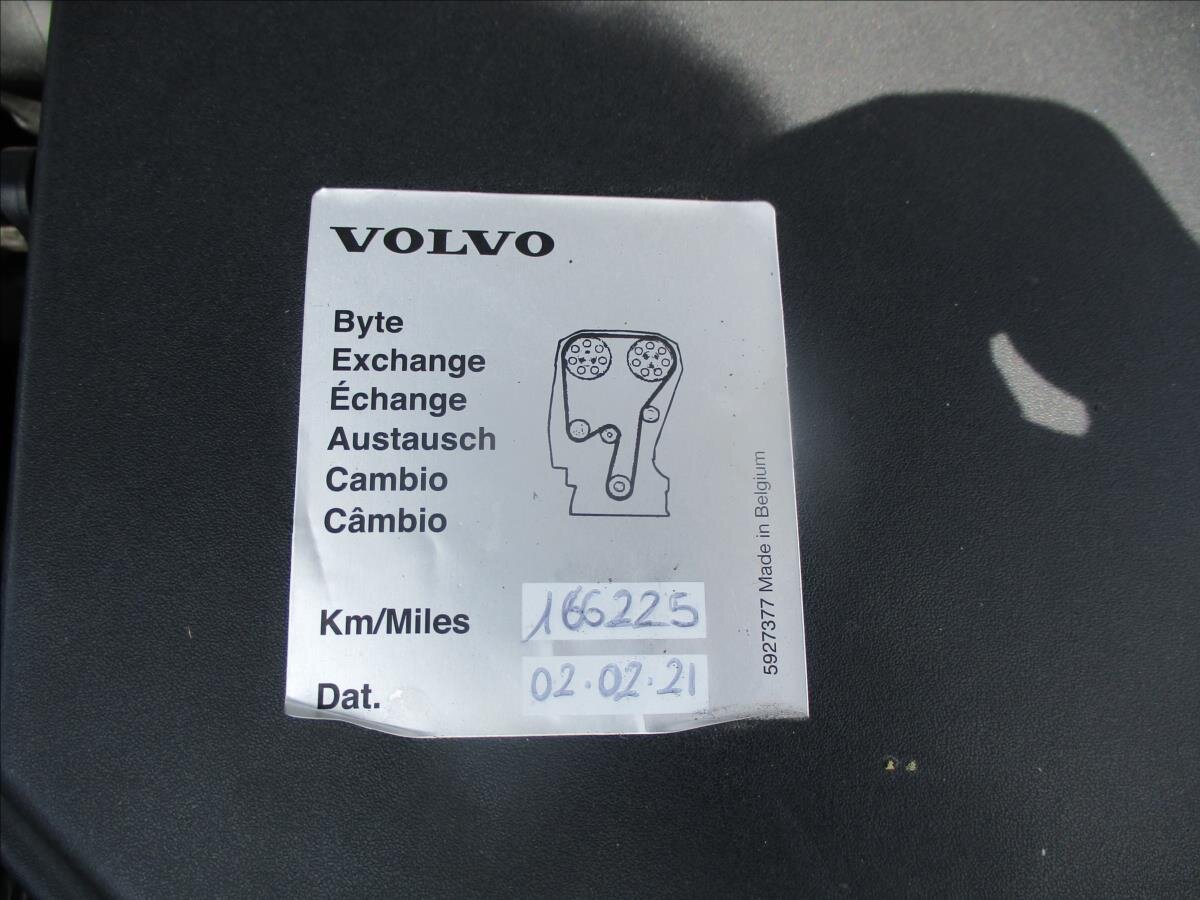 VOLVO
Byte
Exchange
Échange
Austausch
Cambio
Câmbio
Km/Miles 166225
Dat. 02.02.21
5927377 Made in Belgium